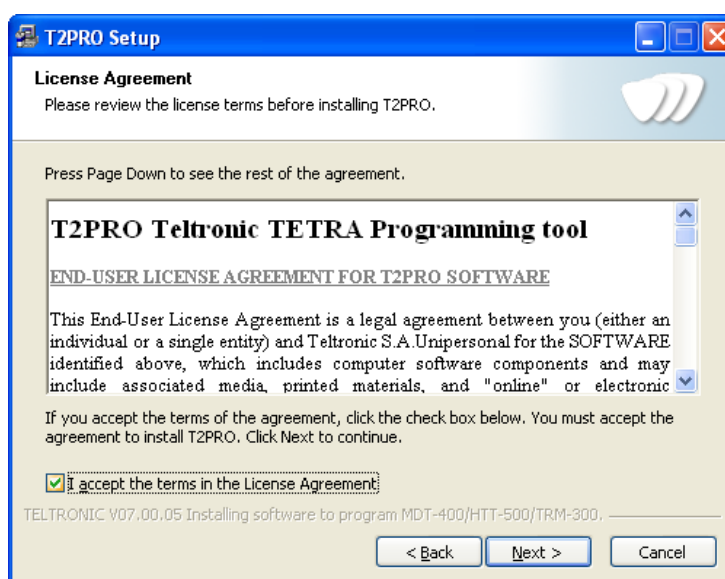 T2PRO Setup
License Agreement
Please review the license terms before installing T2PRO.
Press Page Down to see the rest of the agreement.
T2PRO Teltronic TETRA Programming tool
END-USER LICENSE AGREEMENT FOR T2PRO SOFTWARE
This End-User License Agreement is a legal agreement between you (either an
individual or a single entity) and Teltronic S.A.Unipersonal for the SOFTWARE
identified above, which includes computer software components and may
include associated media, printed materials, and "online" or electronic
If you accept the terms of the agreement, click the check box below. You must accept the
agreement to install T2PRO. Click Next to continue.
I accept the terms in the License Agreement
TELTRONIC V07.00.05 Installing software to program MDT-400/HTT-500/TRM-300.
< Back Next > Cancel